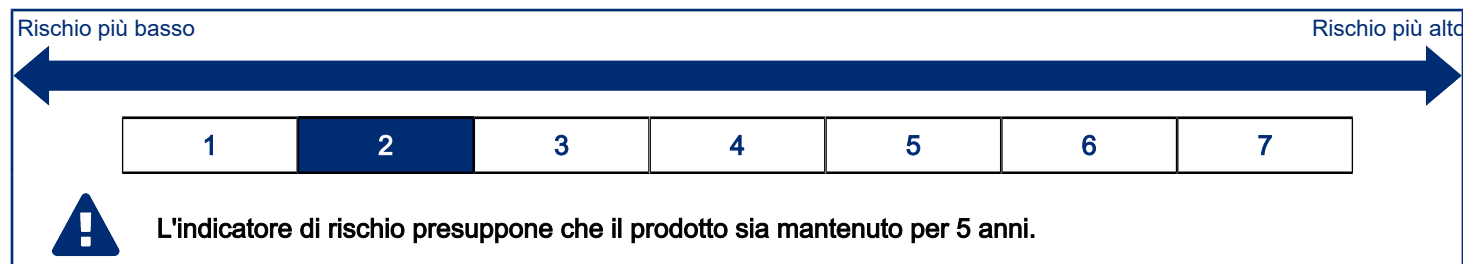 Rischio più basso Rischio più alto
1 2 3 4 5 6 7
L'indicatore di rischio presuppone che il prodotto sia mantenuto per 5 anni.